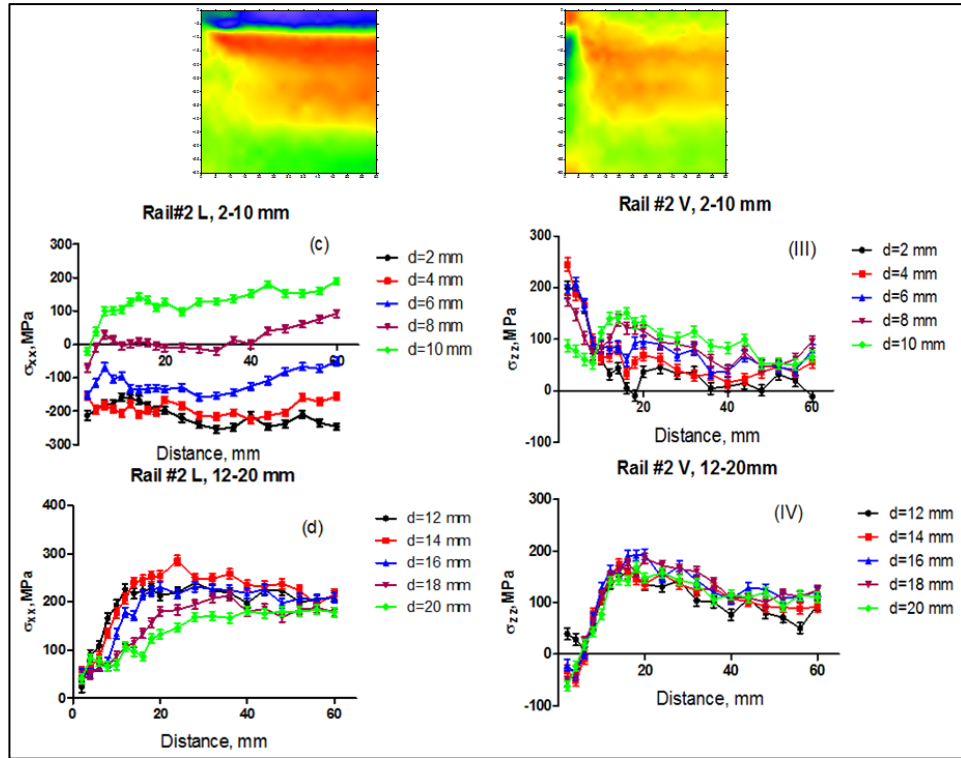 Rail#2 L, 2-10 mm
(c)
σxx, MPa
300
200
100
0
-100
-200
-300
20
40
60
Distance, mm
d=2 mm
d=4 mm
d=6 mm
d=8 mm
d=10 mm
Rail #2 V, 2-10mm
(III)
σzz, MPa
300
200
100
0
-100
20
40
60
Distance, mm
d=2 mm
d=4 mm
d=6 mm
d=8 mm
d=10 mm
Rail #2 L, 12-20 mm
(d)
σxx, MPa
400
300
200
100
0
0
20
40
60
Distance, mm
d=12 mm
d=14 mm
d=16 mm
d=18 mm
d=20 mm
Rail #2 V, 12-20mm
(IV)
σzz, MPa
300
200
100
0
-100
20
40
60
Distance, mm
d=12 mm
d=14 mm
d=16 mm
d=18 mm
d=20 mm